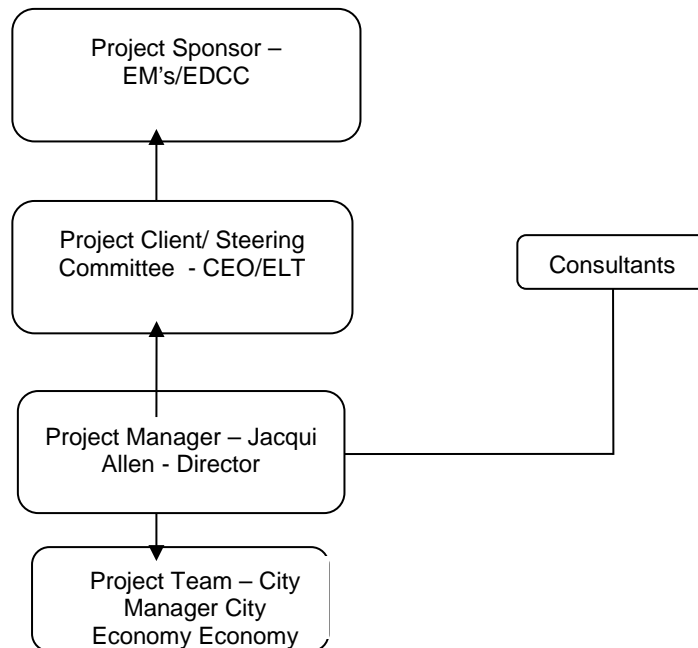 Project Sponsor –
EM’s/EDCC
Project Client/ Steering
Committee - CEO/ELT
Consultants
Project Manager – Jacqui
Allen - Director
Project Team – City
Manager City
Economy Economy